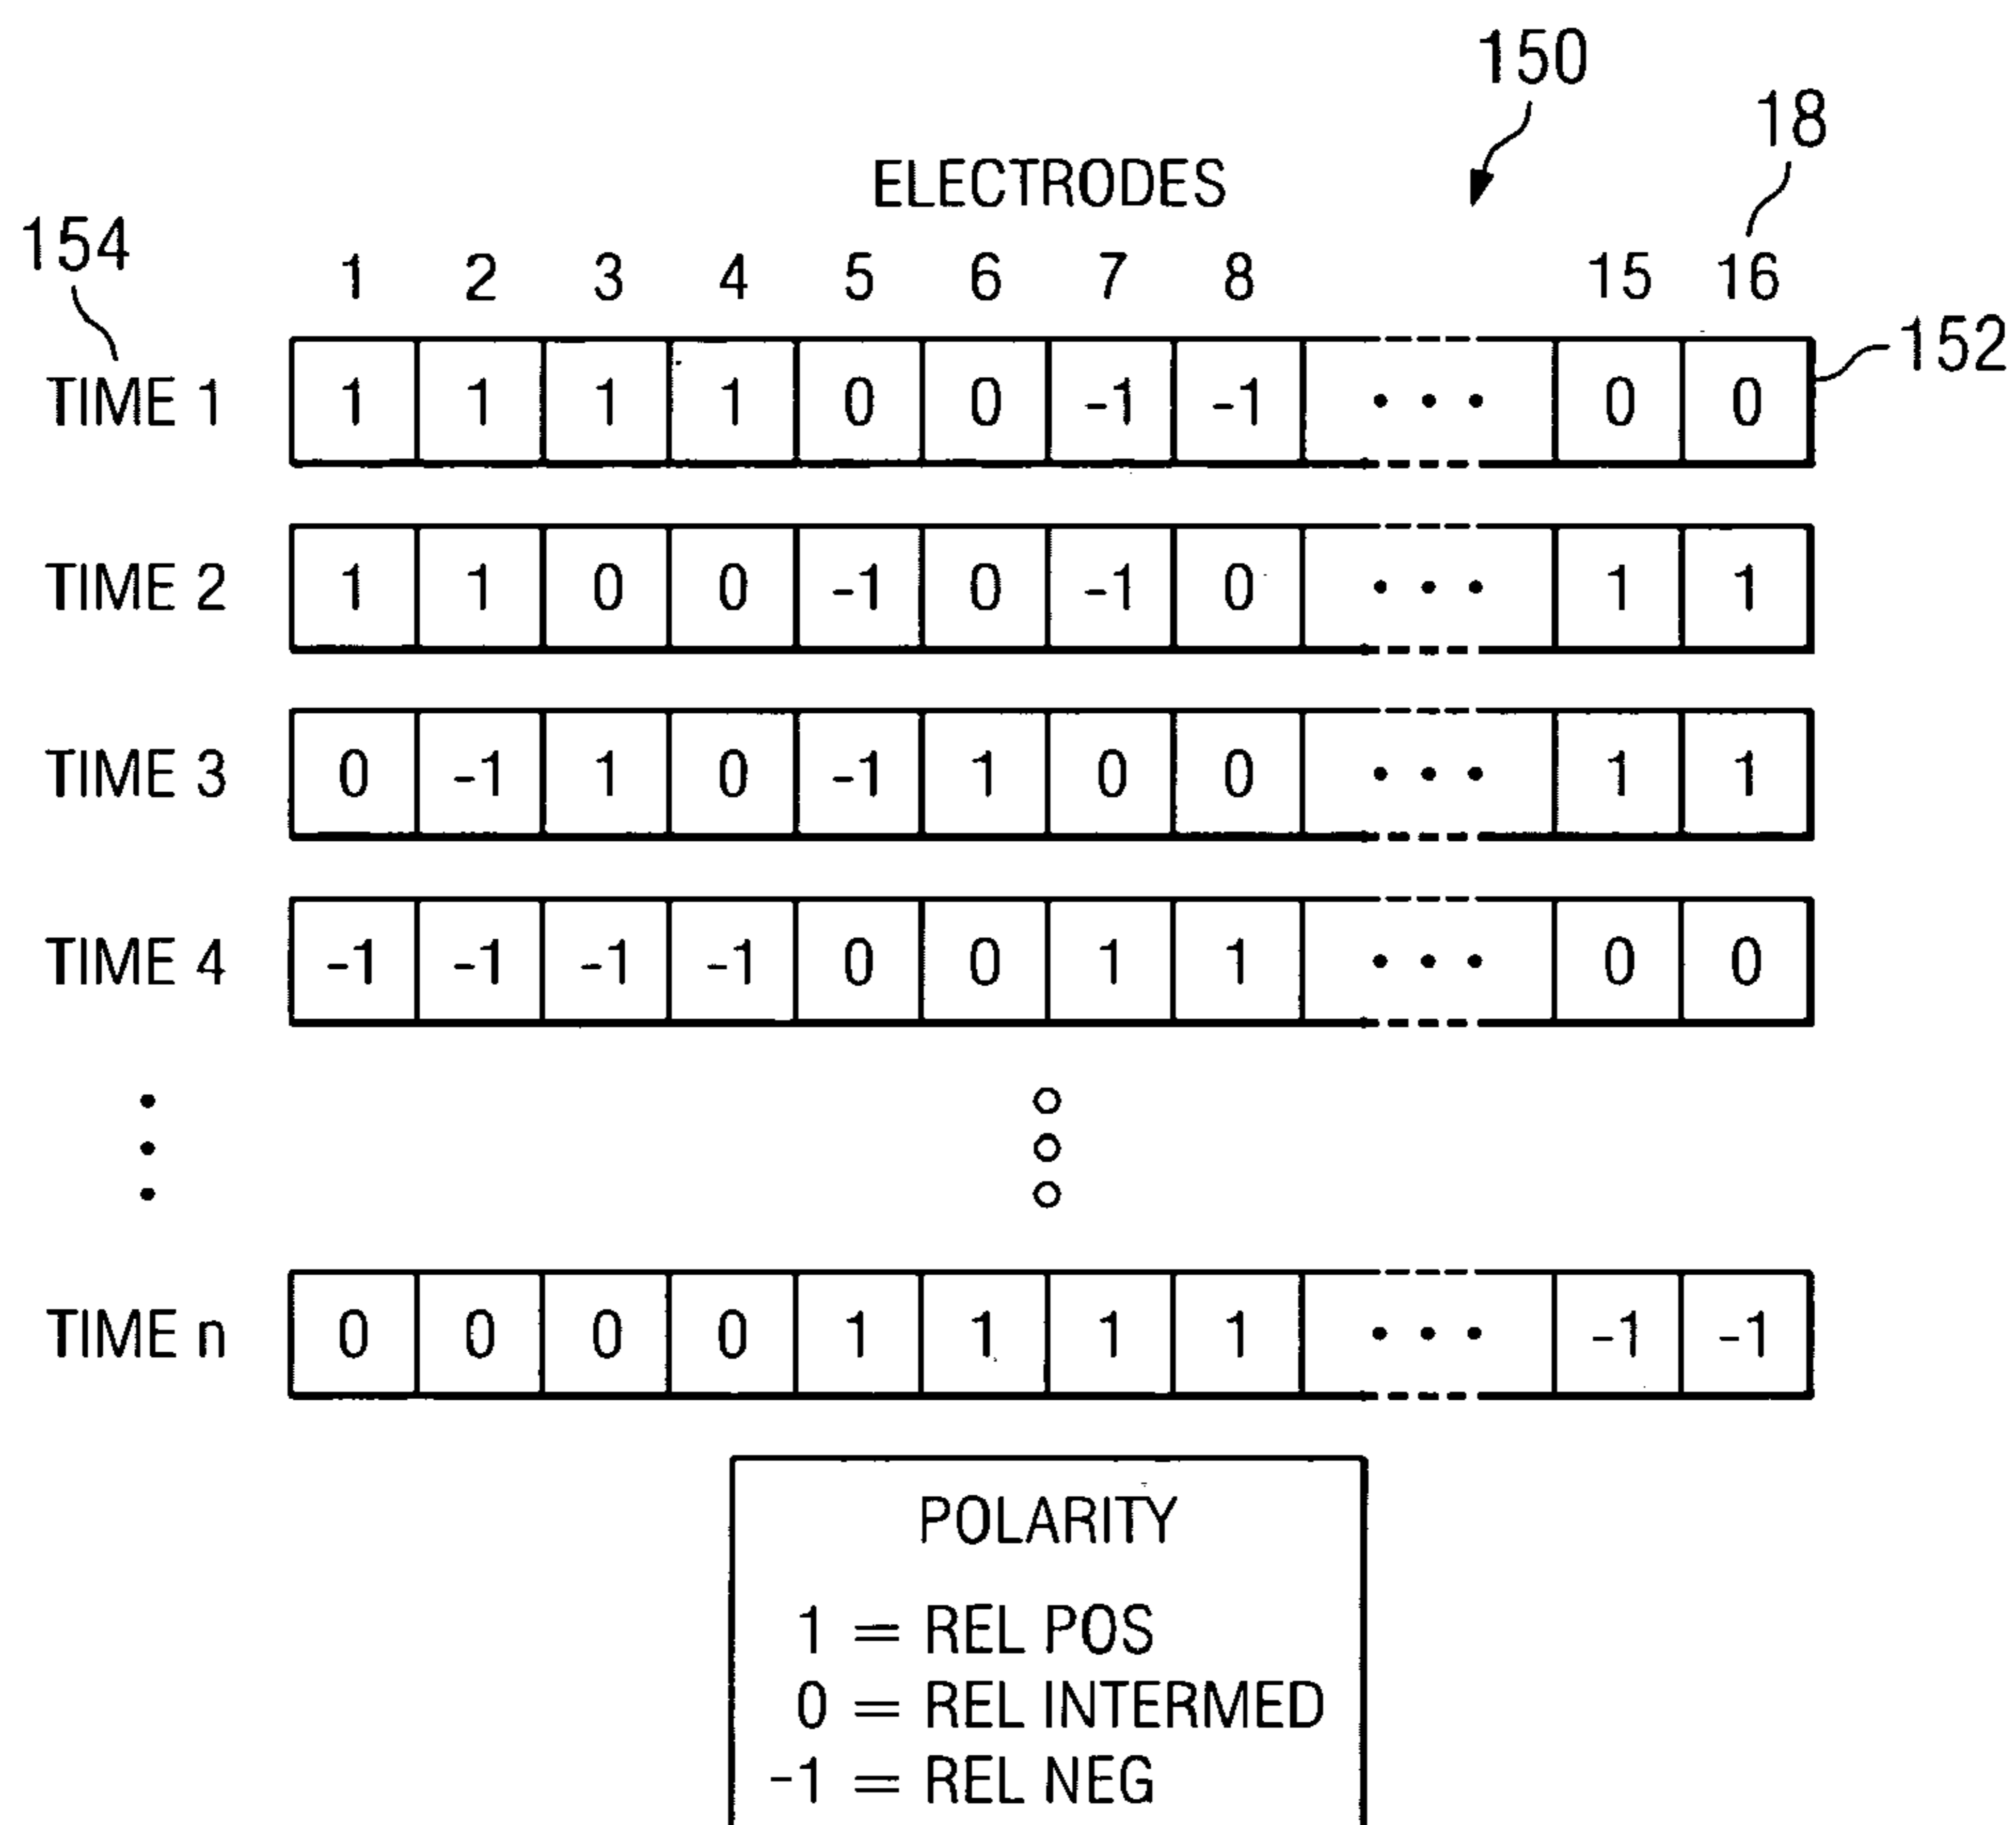 150
18
ELECTRODES
154
1 2 3 4 5 6 7 8 15 16
152
TIME 1 1 1 1 1 0 0 -1 -1 • • • 0 0
TIME 2 1 1 0 0 -1 0 -1 0 • • • 1 1
TIME 3 0 -1 1 0 -1 1 0 0 • • • 1 1
TIME 4 -1 -1 -1 -1 0 0 1 1 • • • 0 0
TIME n 0 0 0 0 1 1 1 1 • • • -1 -1
POLARITY
1 = REL POS
0 = REL INTERMED
-1 = REL NEG